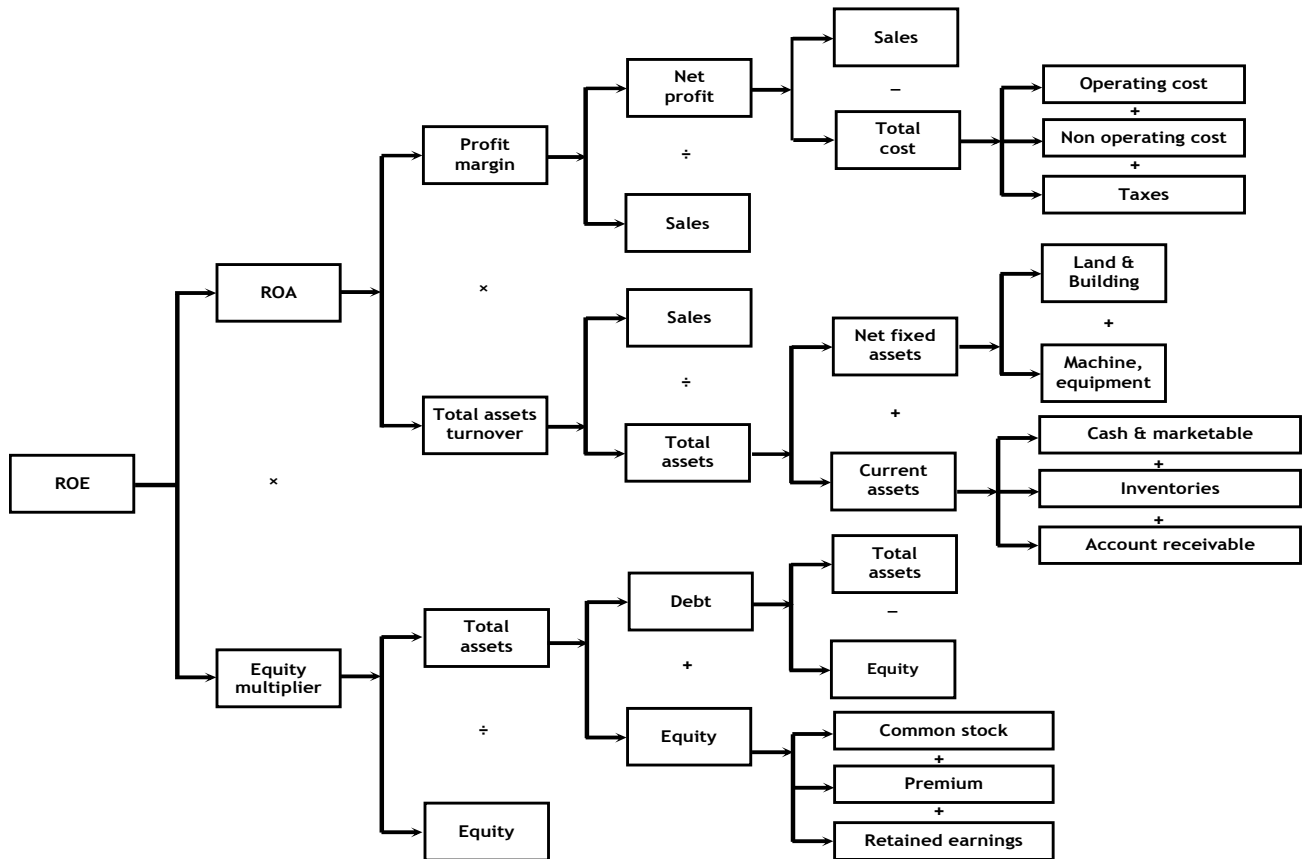 Sales
Net
profit
–
Operating cost
+
Total
cost
Non operating cost
+
Taxes
Profit
margin
÷
Sales
ROA
×
Land &
Building
+
Machine,
equipment
Sales
÷
Net fixed
assets
+
Total assets
turnover
Total
assets
Current
assets
Cash & marketable
+
Inventories
+
Account receivable
ROE
×
Total
assets
–
Equity
Debt
+
Equity
Total
assets
÷
Equity
Equity
multiplier
Common stock
+
Premium
+
Retained earnings